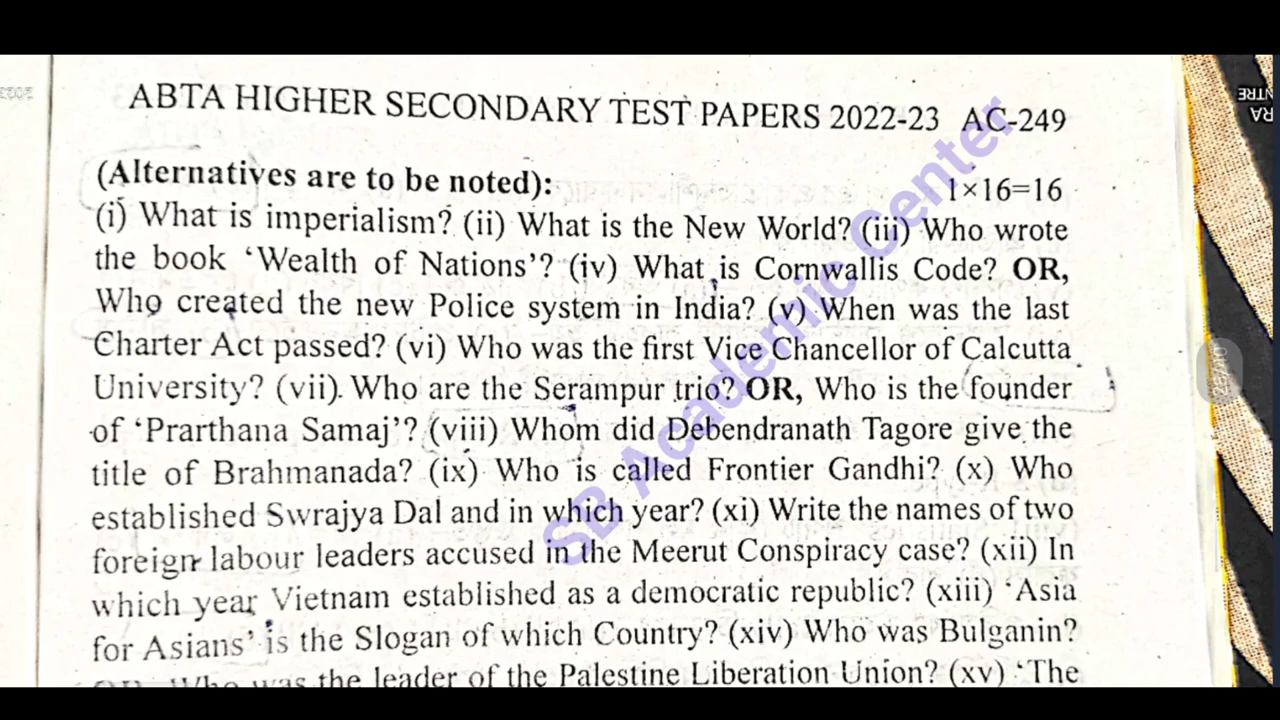 ABTA HIGHER SECONDARY TEST PAPERS 2022-23 AC-249
(Alternatives are to be noted): 1×16=16
(i) What is imperialism? (ii) What is the New World? (iii) Who wrote
the book ‘Wealth of Nations’? (iv) What is Cornwallis Code? OR,
Who created the new Police system in India? (v) When was the last
Charter Act passed? (vi) Who was the first Vice Chancellor of Calcutta
University? (vii). Who are the Serampur trio? OR, Who is the founder
of ‘Prarthana Samaj’? (viii) Whom did Debendranath Tagore give the
title of Brahmanada? (ix) Who is called Frontier Gandhi? (x) Who
established Swrajya Dal and in which year? (xi) Write the names of two
foreign labour leaders accused in the Meerut Conspiracy case? (xii) In
which year Vietnam established as a democratic republic? (xiii) ‘Asia
for Asians’ is the Slogan of which Country? (xiv) Who was Bulganin?
OR, Who was the leader of the Palestine Liberation Union? (xv) ‘The
SB Academic Center